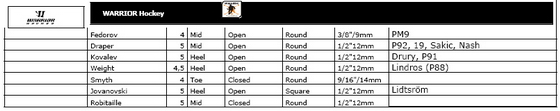 WARRIOR Hockey
WARRIOR
HOCKEY
Fedorov 4 Mid Open Round 3/8"/9mm PM9
Draper 5 Mid Open Round 1/2"12mm P92, 19, Sakic, Nash
Kovalev 5 Heel Open Round 1/2"12mm Drury, P91
Weight 4,5 Heel Open Round 1/2"12mm Lindros (P88)
Smyth 4 Toe Closed Round 9/16"/14mm
Jovanovski 5 Heel Open Square 1/2"12mm Lidtsröm
Robitaille 5 Mid Closed Round 1/2"12mm